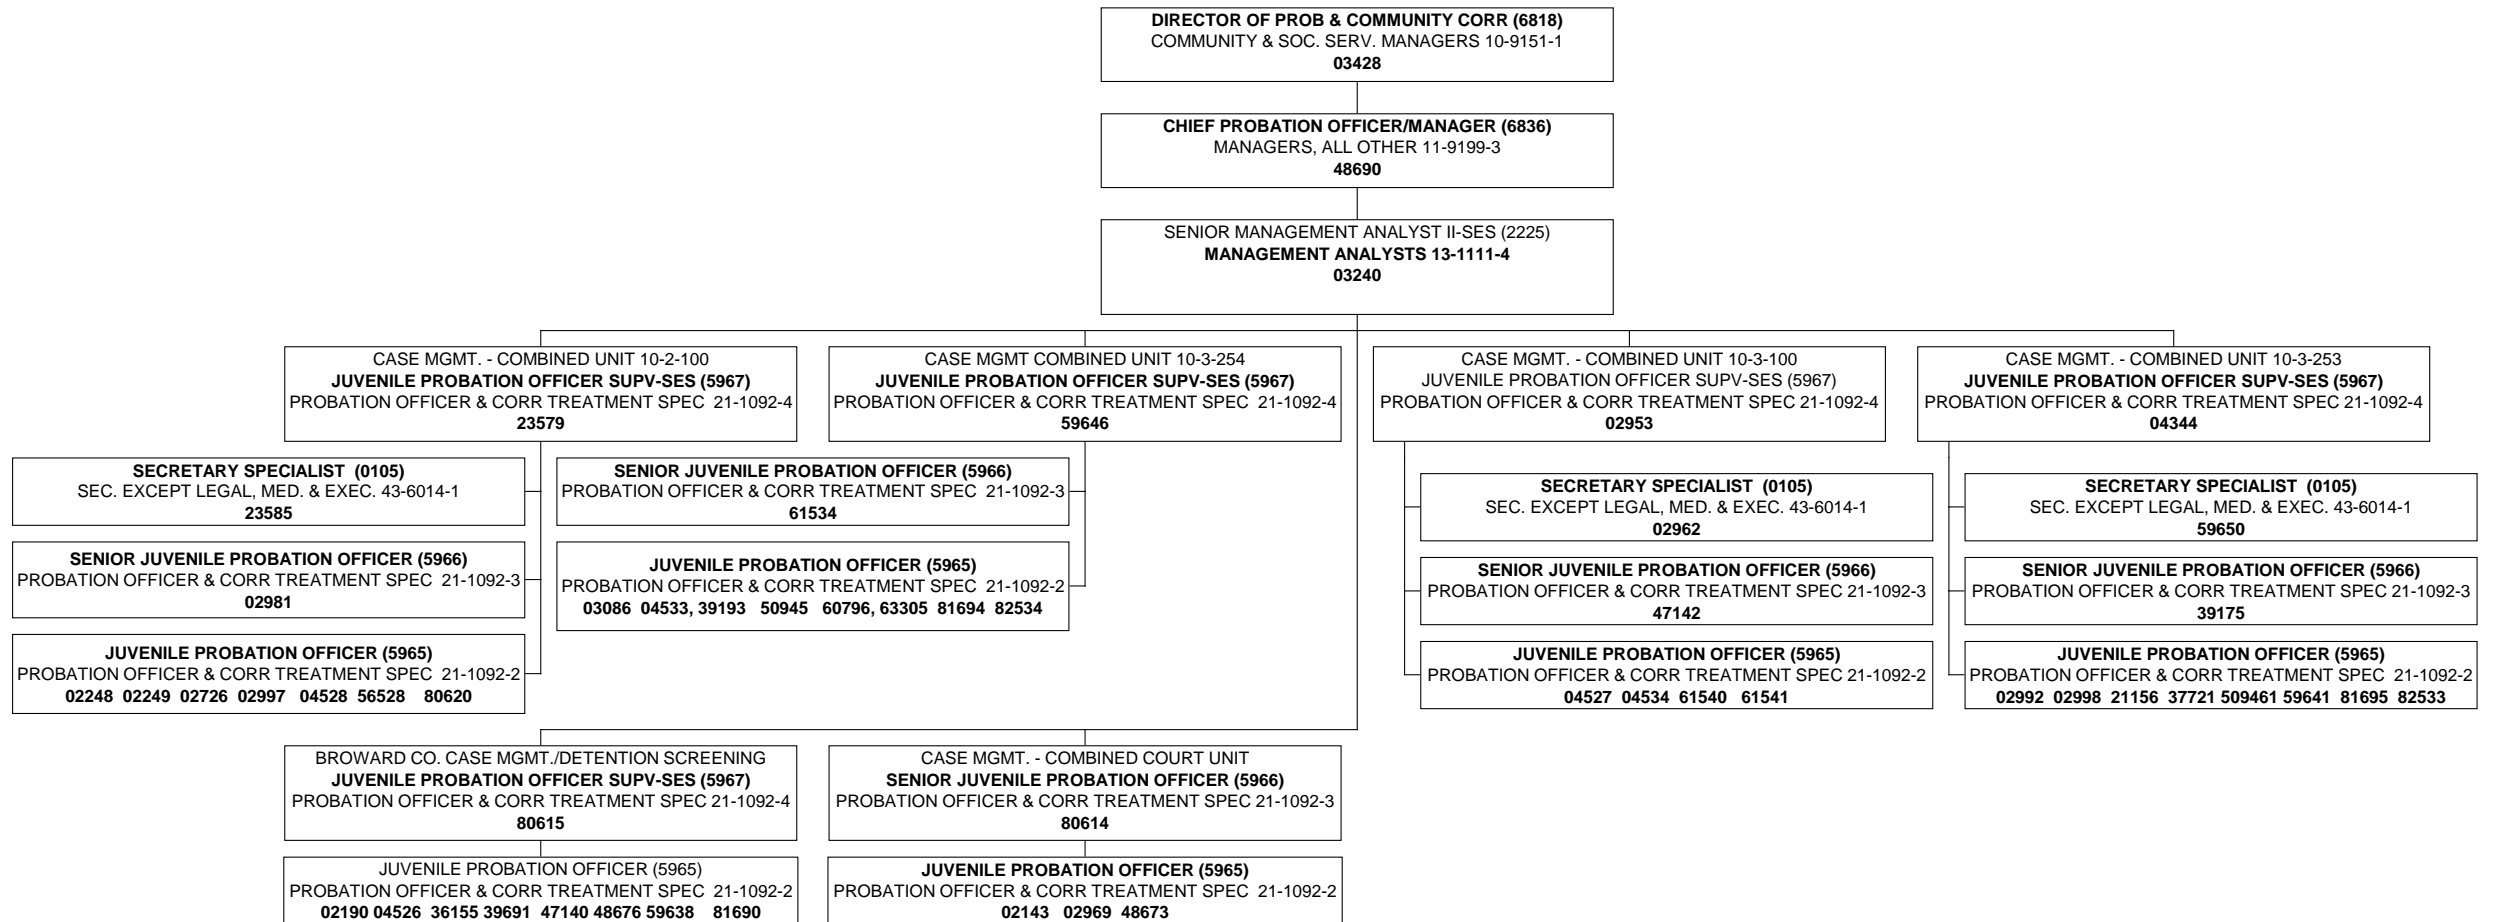 DIRECTOR OF PROB & COMMUNITY CORR (6818)
COMMUNITY & SOC. SERV. MANAGERS 10-9151-1
03428
CHIEF PROBATION OFFICER/MANAGER (6836)
MANAGERS, ALL OTHER 11-9199-3
48690
SENIOR MANAGEMENT ANALYST II-SES (2225)
MANAGEMENT ANALYSTS 13-1111-4
03240
CASE MGMT. - COMBINED UNIT 10-2-100
JUVENILE PROBATION OFFICER SUPV-SES (5967)
PROBATION OFFICER & CORR TREATMENT SPEC 21-1092-4
23579
SECRETARY SPECIALIST (0105)
SEC. EXCEPT LEGAL, MED. & EXEC. 43-6014-1
23585
SENIOR JUVENILE PROBATION OFFICER (5966)
PROBATION OFFICER & CORR TREATMENT SPEC 21-1092-3
02981
JUVENILE PROBATION OFFICER (5965)
PROBATION OFFICER & CORR TREATMENT SPEC 21-1092-2
02248 02249 02726 02997 04528 56528 80620
CASE MGMT COMBINED UNIT 10-3-254
JUVENILE PROBATION OFFICER SUPV-SES (5967)
PROBATION OFFICER & CORR TREATMENT SPEC 21-1092-4
59646
SENIOR JUVENILE PROBATION OFFICER (5966)
PROBATION OFFICER & CORR TREATMENT SPEC 21-1092-3
61534
JUVENILE PROBATION OFFICER (5965)
PROBATION OFFICER & CORR TREATMENT SPEC 21-1092-2
03086 04533, 39193 50945 60796, 63305 81694 82534
CASE MGMT. - COMBINED UNIT 10-3-100
JUVENILE PROBATION OFFICER SUPV-SES (5967)
PROBATION OFFICER & CORR TREATMENT SPEC 21-1092-4
02953
SECRETARY SPECIALIST (0105)
SEC. EXCEPT LEGAL, MED. & EXEC. 43-6014-1
02962
SENIOR JUVENILE PROBATION OFFICER (5966)
PROBATION OFFICER & CORR TREATMENT SPEC 21-1092-3
47142
JUVENILE PROBATION OFFICER (5965)
PROBATION OFFICER & CORR TREATMENT SPEC 21-1092-2
04527 04534 61540 61541
CASE MGMT. - COMBINED UNIT 10-3-253
JUVENILE PROBATION OFFICER SUPV-SES (5967)
PROBATION OFFICER & CORR TREATMENT SPEC 21-1092-4
04344
SECRETARY SPECIALIST (0105)
SEC. EXCEPT LEGAL, MED. & EXEC. 43-6014-1
59650
SENIOR JUVENILE PROBATION OFFICER (5966)
PROBATION OFFICER & CORR TREATMENT SPEC 21-1092-3
39175
JUVENILE PROBATION OFFICER (5965)
PROBATION OFFICER & CORR TREATMENT SPEC 21-1092-2
02992 02998 21156 37721 509461 59641 81695 82533
BROWARD CO. CASE MGMT./DETENTION SCREENING
JUVENILE PROBATION OFFICER SUPV-SES (5967)
PROBATION OFFICER & CORR TREATMENT SPEC 21-1092-4
80615
JUVENILE PROBATION OFFICER (5965)
PROBATION OFFICER & CORR TREATMENT SPEC 21-1092-2
02190 04526 36155 39691 47140 48676 59638 81690
CASE MGMT. - COMBINED COURT UNIT
SENIOR JUVENILE PROBATION OFFICER (5966)
PROBATION OFFICER & CORR TREATMENT SPEC 21-1092-3
80614
JUVENILE PROBATION OFFICER (5965)
PROBATION OFFICER & CORR TREATMENT SPEC 21-1092-2
02143 02969 48673